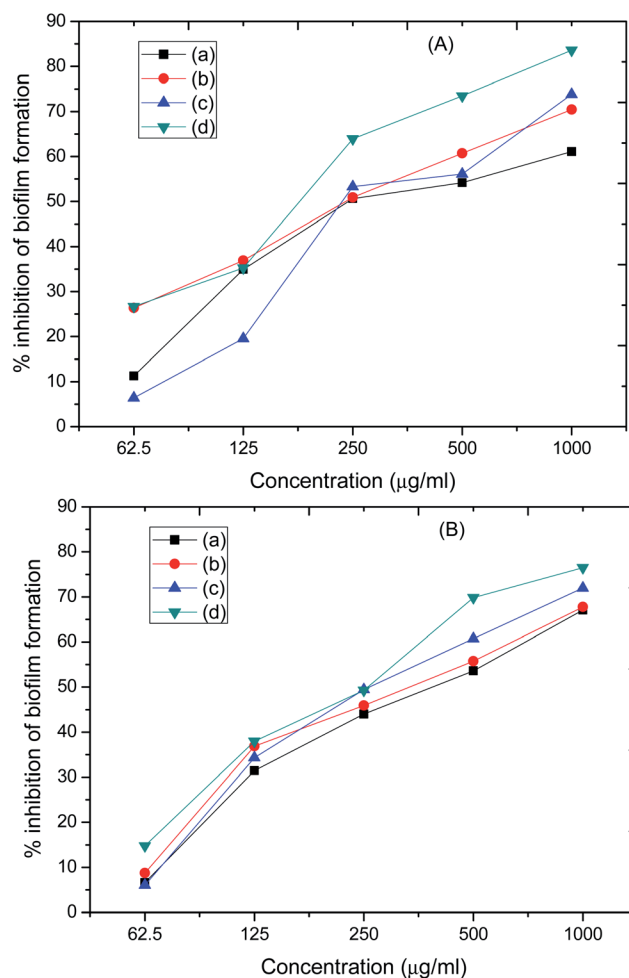 (A)
(a)
(b)
(c)
(d)
90
80
70
60
50
40
30
20
10
0
% inhibition of biofilm formation
62.5 125 250 500 1000
Concentration (μg/ml)
(B)
(a)
(b)
(c)
(d)
90
80
70
60
50
40
30
20
10
0
% inhibition of biofilm formation
62.5 125 250 500 1000
Concentration (μg/ml)